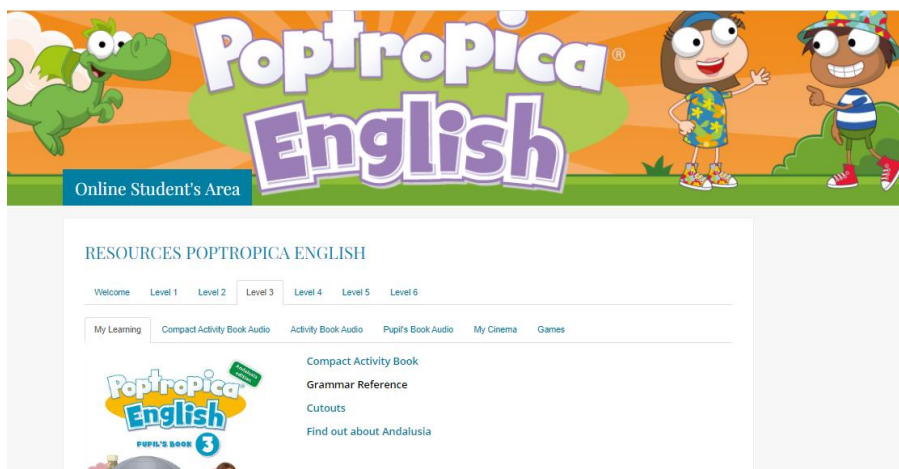 Poptropica®
English
Online Student's Area
RESOURCES POPTROPICA ENGLISH
Welcome Level 1 Level 2 Level 3 Level 4 Level 5 Level 6
My Learning Compact Activity Book Audio Activity Book Audio Pupil's Book Audio My Cinema Games
Andalusia edition
Poptropica
English
PUPIL'S BOOK 3
Compact Activity Book
Grammar Reference
Cutouts
Find out about Andalusia